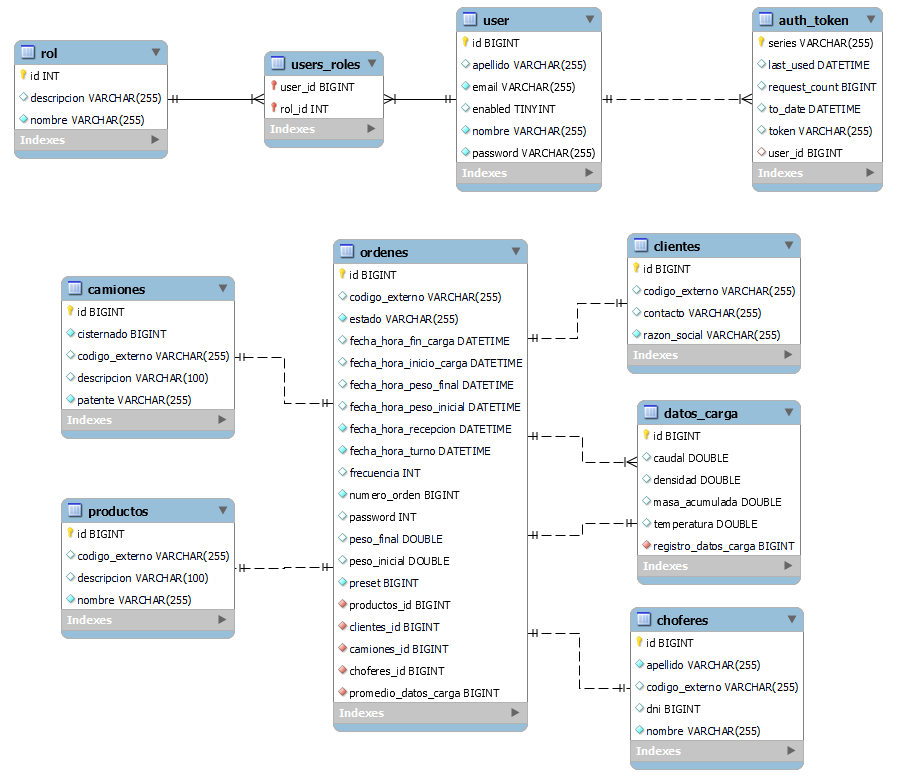 rol
id INT
descripcion VARCHAR(255)
nombre VARCHAR(255)
Indexes
users_roles
user_id BIGINT
rol_id INT
Indexes
user
id BIGINT
apellido VARCHAR(255)
email VARCHAR(255)
enabled TINYINT
nombre VARCHAR(255)
password VARCHAR(255)
Indexes
auth_token
series VARCHAR(255)
last_used DATETIME
request_count BIGINT
to_date DATETIME
token VARCHAR(255)
user_id BIGINT
Indexes
camiones
id BIGINT
cisternado BIGINT
codigo_externo VARCHAR(255)
descripcion VARCHAR(100)
patente VARCHAR(255)
Indexes
productos
id BIGINT
codigo_externo VARCHAR(255)
descripcion VARCHAR(100)
nombre VARCHAR(255)
Indexes
ordenes
id BIGINT
codigo_externo VARCHAR(255)
estado VARCHAR(255)
fecha_hora_fin_carga DATETIME
fecha_hora_inicio_carga DATETIME
fecha_hora_peso_final DATETIME
fecha_hora_peso_inicial DATETIME
fecha_hora_recepcion DATETIME
fecha_hora_turno DATETIME
frecuencia INT
numero_orden BIGINT
password INT
peso_final DOUBLE
peso_inicial DOUBLE
preset BIGINT
productos_id BIGINT
clientes_id BIGINT
camiones_id BIGINT
choferes_id BIGINT
promedio_datos_carga BIGINT
Indexes
clientes
id BIGINT
codigo_externo VARCHAR(255)
contacto VARCHAR(255)
razon_social VARCHAR(255)
Indexes
datos_carga
id BIGINT
caudal DOUBLE
densidad DOUBLE
masa_acumulada DOUBLE
temperatura DOUBLE
registro_datos_carga BIGINT
Indexes
choferes
id BIGINT
apellido VARCHAR(255)
codigo_externo VARCHAR(255)
dni BIGINT
nombre VARCHAR(255)
Indexes